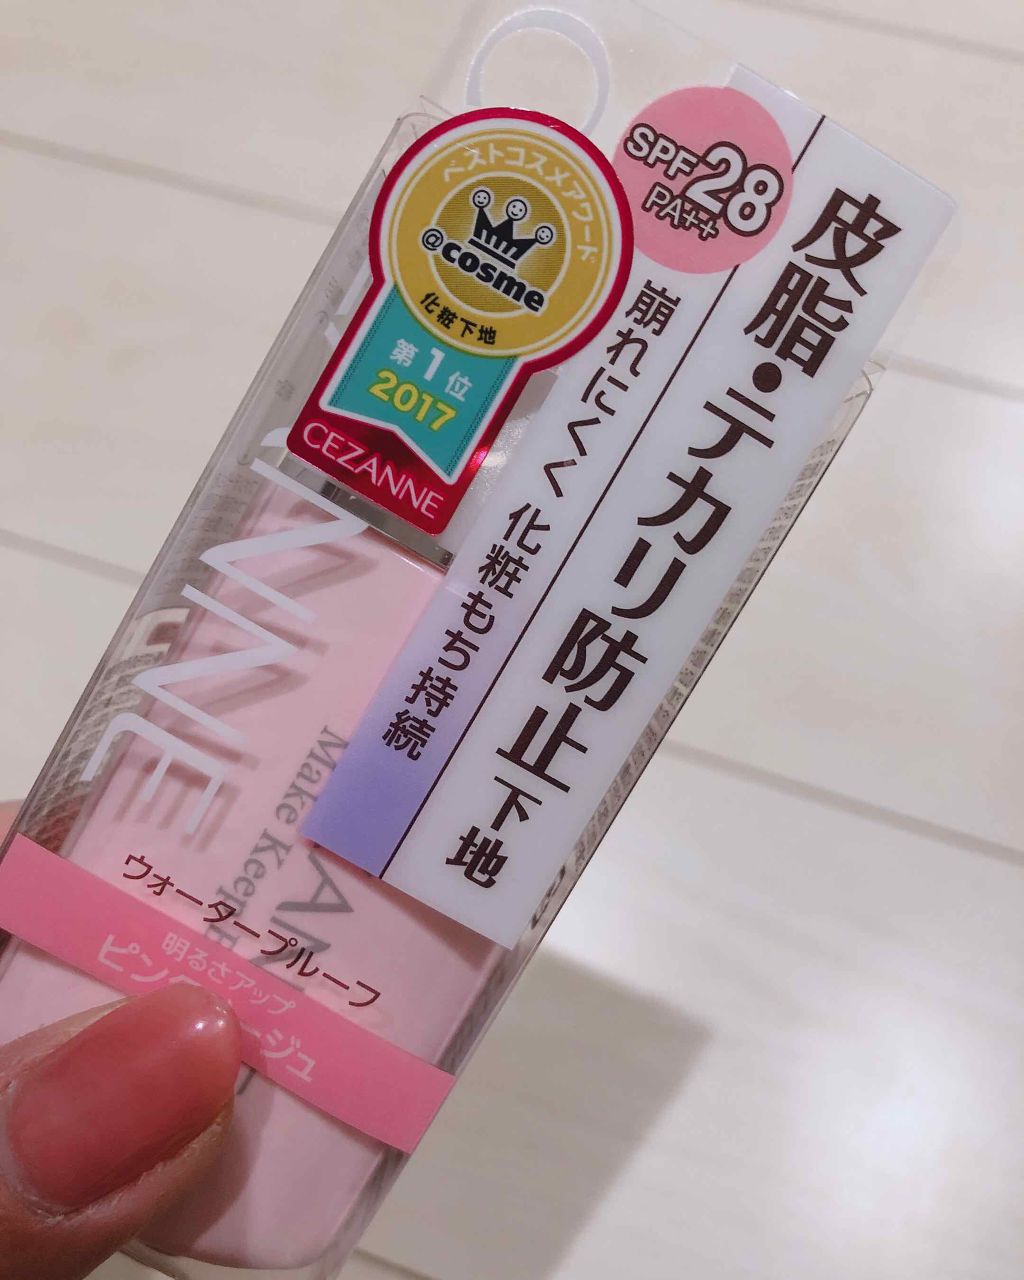 ベストコスメアワード
@cosme
化粧下地
第1位
2017
CEZANNE
SPF28
PA++
皮脂・テカリ防止下地
崩れにくく 化粧もち持続
NNE
Make Keep
ウォータープルーフ
明るさアップ